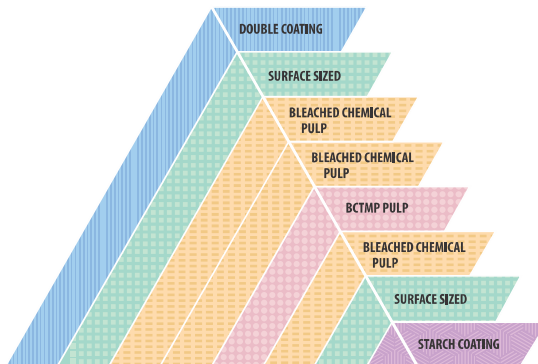 DOUBLE COATING
SURFACE SIZED
BLEACHED CHEMICAL
PULP
BLEACHED CHEMICAL
PULP
BCTMP PULP
BLEACHED CHEMICAL
PULP
SURFACE SIZED
STARCH COATING